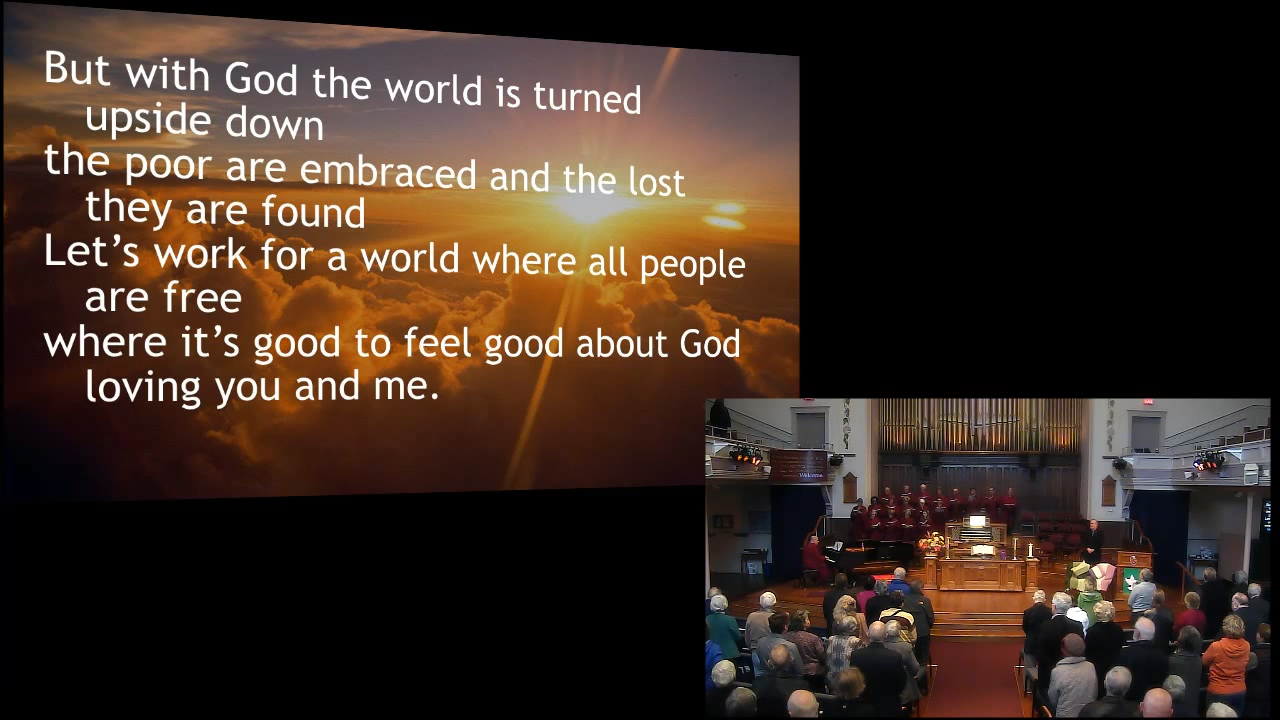 But with God the world is turned
upside down
the poor are embraced and the lost
they are found
Let’s work for a world where all people
are free
where it’s good to feel good about God
loving you and me.
Welcome